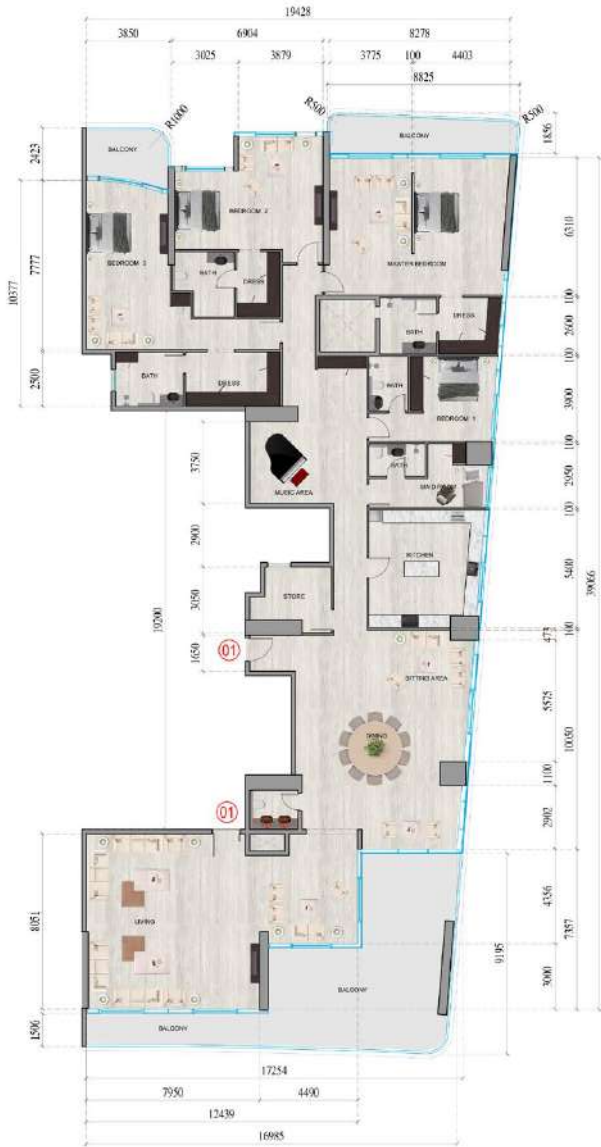 19428
3850
6904
8278
3025
3879
3775
100
4403
8825
R1000
R500
R500
BALCONY
BALCONY
1856
2423
BEDROOM 2
BEDROOM 3
MASTER BEDROOM
6310
7777
10377
BATH
DRESS
100
BATH
DRESS
2600
100
2500
BATH
DRESS
BATH
BEDROOM 1
3900
100
BATH
2950
3750
MUSIC AREA
100
2900
KITCHEN
5400
39066
3050
STORE
19200
100
473
1650
01
SITTING AREA
5575
10050
DINING
1100
01
2902
8051
LIVING
4356
7357
9195
BALCONY
3000
1506
BALCONY
17254
7950
4490
12439
16985